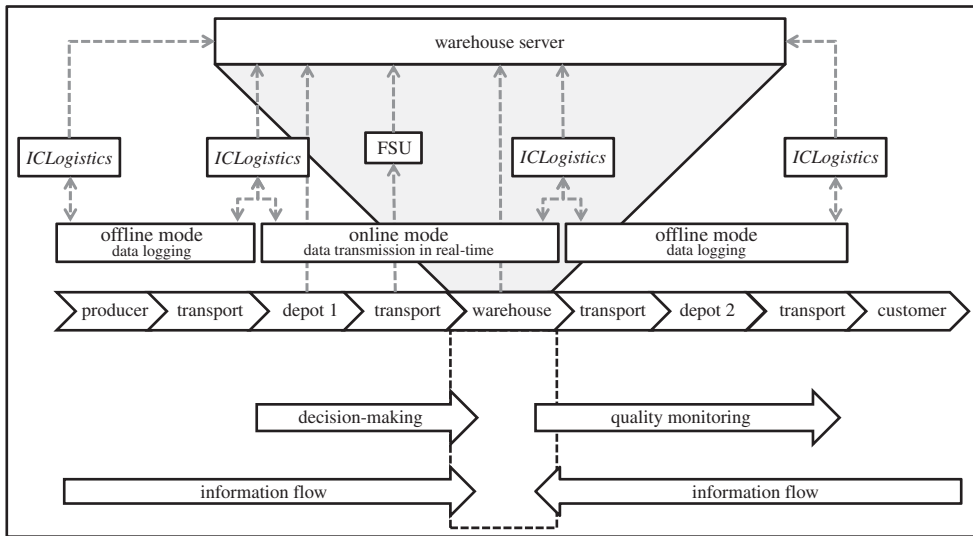 warehouse server
ICLogistics
ICLogistics
FSU
ICLogistics
ICLogistics
offline mode
data logging
online mode
data transmission in real-time
offline mode
data logging
producer
transport
depot 1
transport
warehouse
transport
depot 2
transport
customer
decision-making
quality monitoring
information flow
information flow